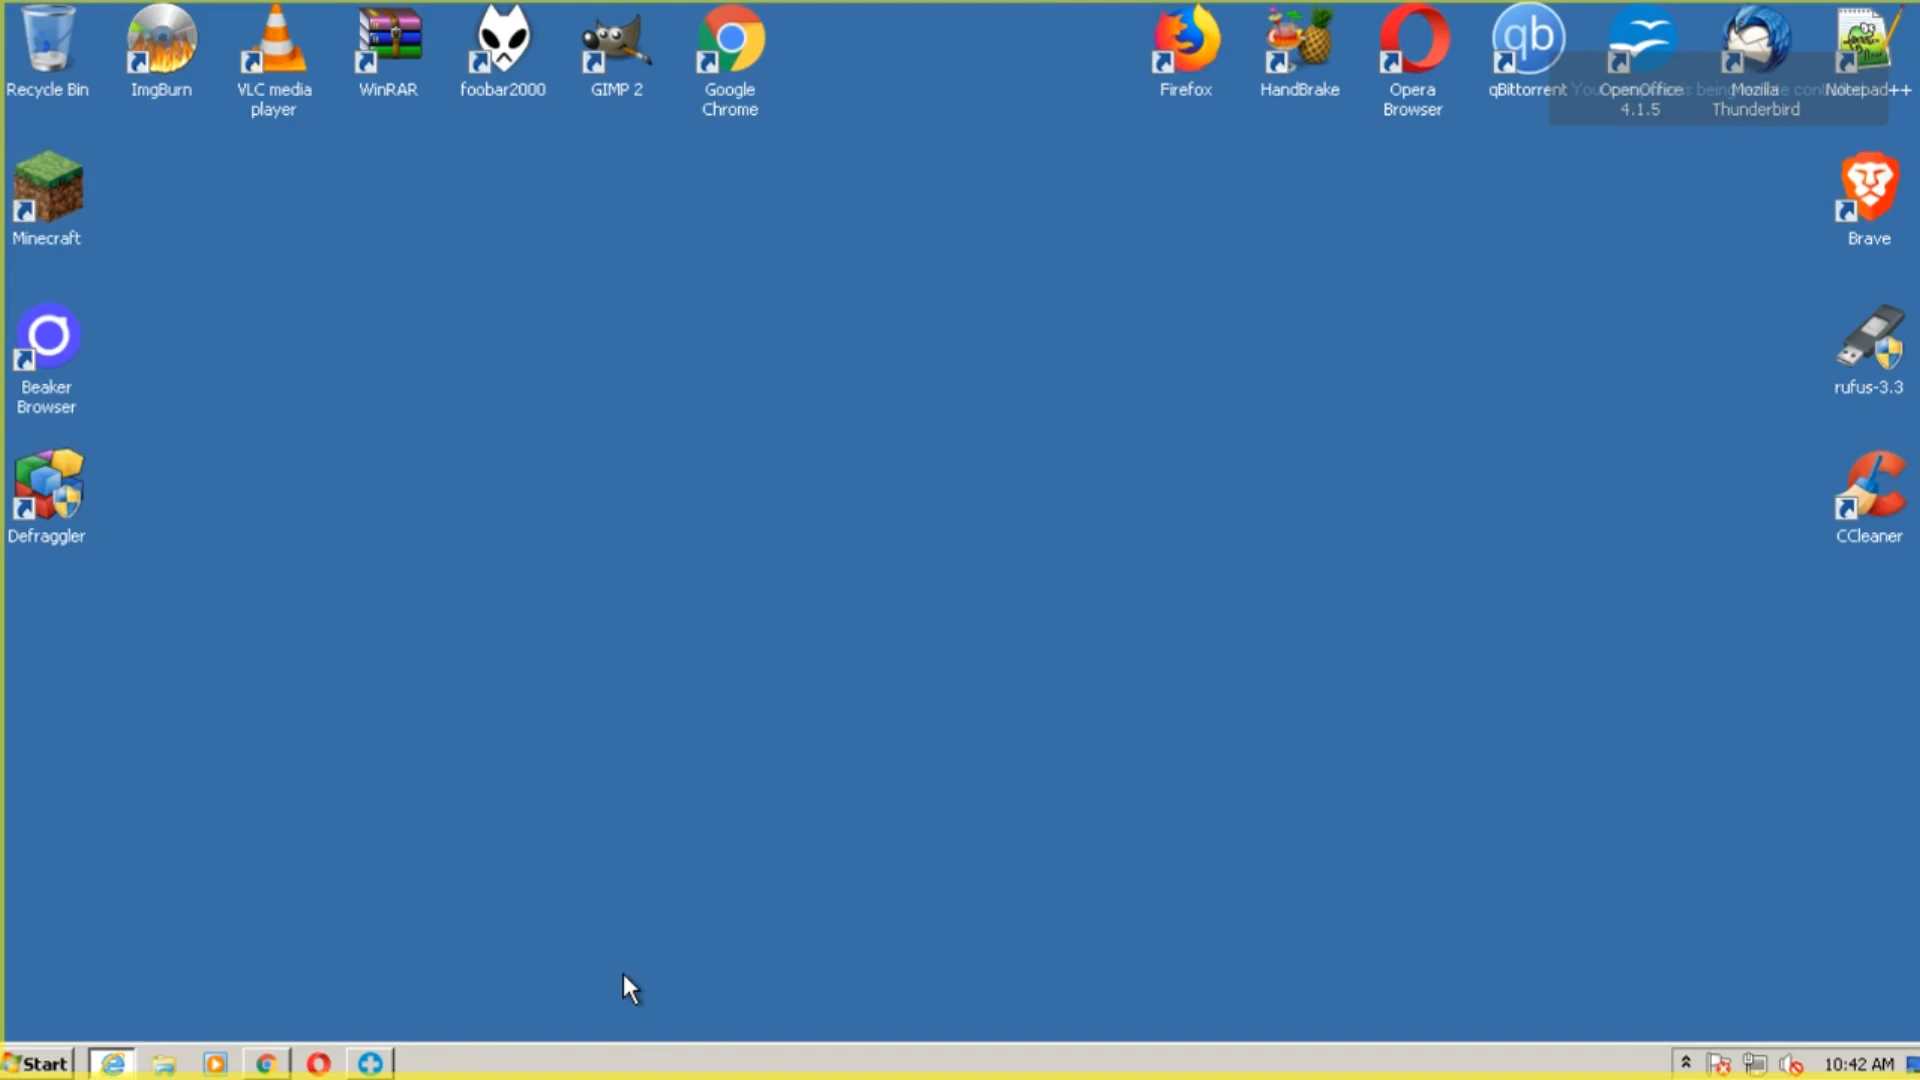 Recycle Bin
ImgBurn
VLC media
player
WinRAR
foobar2000
GIMP 2
Google
Chrome
Firefox
HandBrake
Opera
Browser
qb
qBittorrent
OpenOffice
4.1.5
Mozilla
Thunderbird
Notepad++
Minecraft
Brave
Beaker
Browser
rufus-3.3
Defraggler
CCleaner
Start
10:42 AM